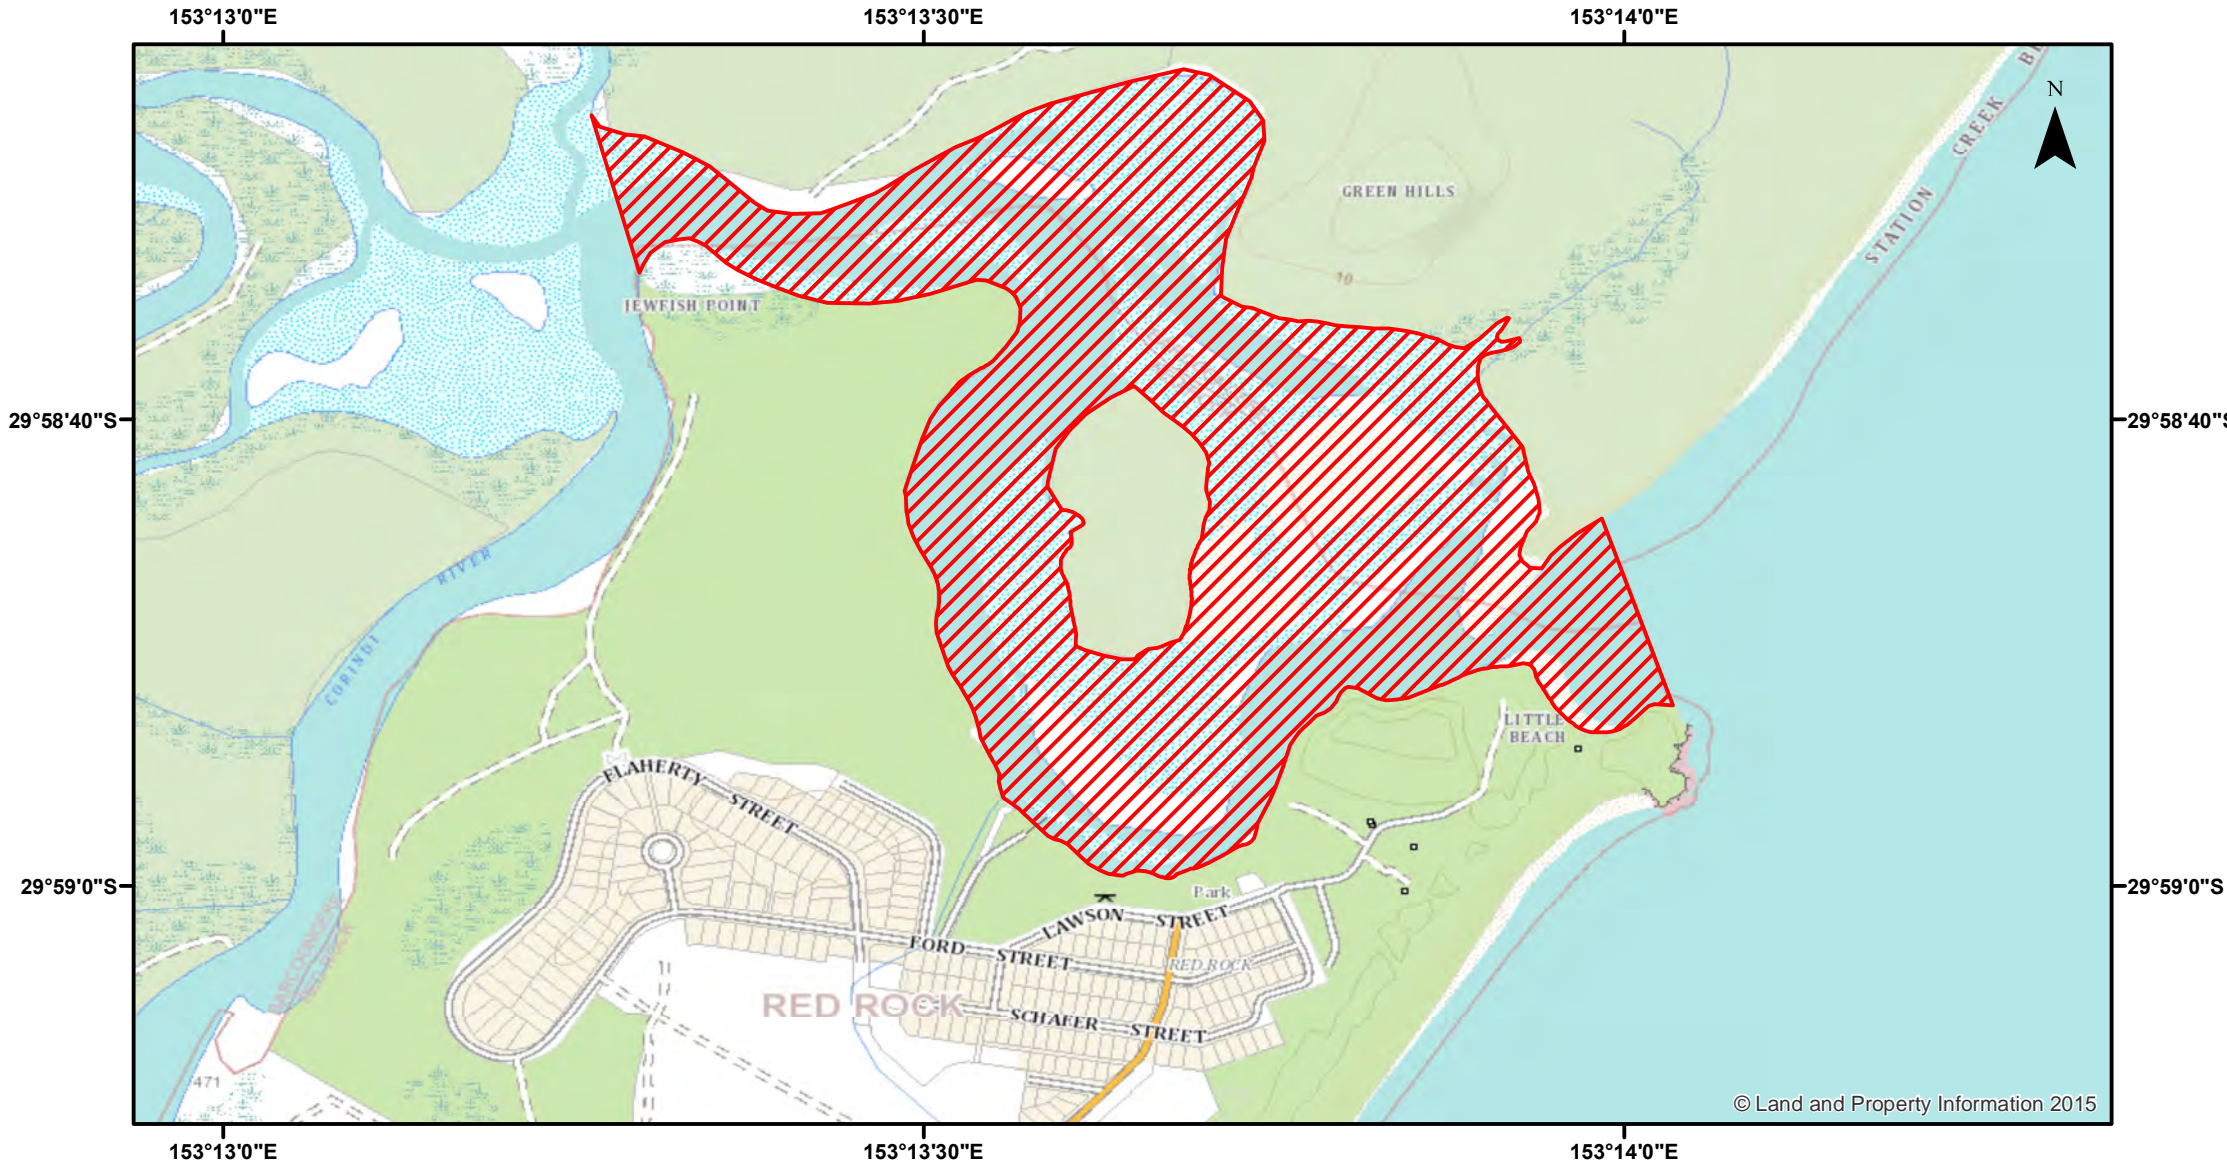 153°13'0"E
153°13'30"E
153°14'0"E
N
CREEK
STATION
GREEN HILLS
10
JEWFISH POINT
29°58'40"S
29°58'40"S
RIVER
CORINDI
LITTLE
BEACH
FLAHERTY
STREET
29°59'0"S
29°59'0"S
Park
LAWSON STREET
FORD STREET
RED ROCK
RED ROCK
SCHAFER STREET
471
© Land and Property Information 2015
153°13'0"E
153°13'30"E
153°14'0"E